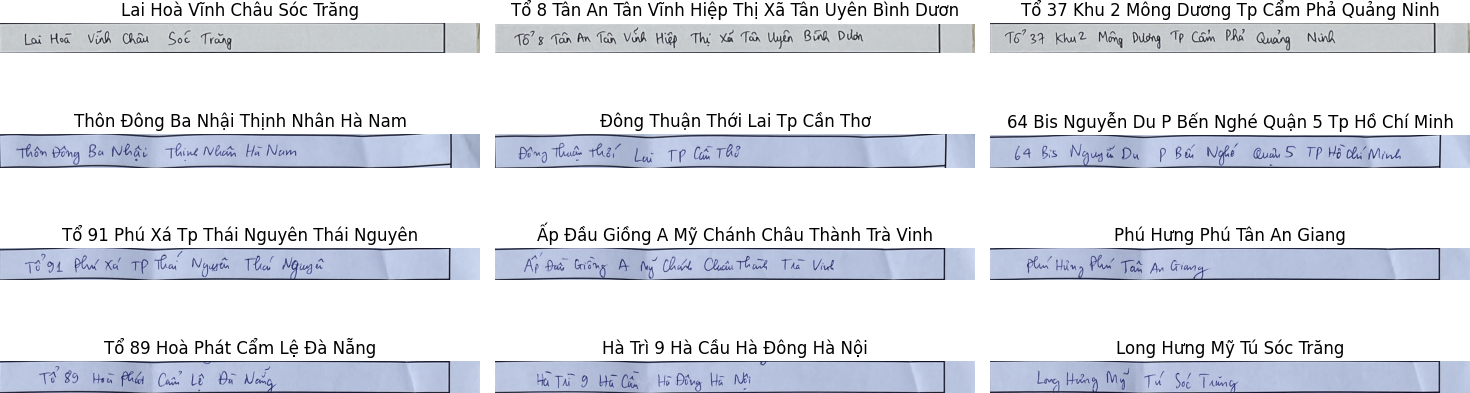 Lai Hoà Vĩnh Châu Sóc Trăng
Tổ 8 Tân An Tân Vĩnh Hiệp Thị Xã Tân Uyên Bình Dươn
Tổ 37 Khu 2 Mông Dương Tp Cẩm Phả Quảng Ninh
Lai Hoà Vĩnh Châu Sóc Trăng
Tổ 8 Tân An Tân Vĩnh Hiệp Thị Xã Tân Uyên Bình Dươn
Tổ 37 Khu 2 Mông Dương Tp Cẩm Phả Quảng Ninh
Thôn Đông Ba Nhậi Thịnh Nhân Hà Nam
Đông Thuận Thới Lai Tp Cần Thơ
64 Bis Nguyễn Du P Bến Nghé Quận 5 Tp Hồ Chí Minh
Thôn Đông Ba Nhậi Thịnh Nhân Hà Nam
Đông Thuận Thới Lai TP Cần Thơ
64 Bis Nguyễn Du P Bến Nghé Quận 5 TP Hồ Chí Minh
Tổ 91 Phú Xá Tp Thái Nguyên Thái Nguyên
Ấp Đầu Giồng A Mỹ Chánh Châu Thành Trà Vinh
Phú Hưng Phú Tân An Giang
Tổ 91 Phú Xá TP Thái Nguyên Thái Nguyên
Ấp Đầu Giồng A Mỹ Chánh Châu Thành Trà Vinh
Phú Hưng Phú Tân An Giang
Tổ 89 Hoà Phát Cẩm Lệ Đà Nẵng
Hà Trì 9 Hà Cầu Hà Đông Hà Nội
Long Hưng Mỹ Tú Sóc Trăng
Tổ 89 Hoà Phát Cẩm Lệ Đà Nẵng
Hà Trì 9 Hà Cầu Hà Đông Hà Nội
Long Hưng Mỹ Tú Sóc Trăng